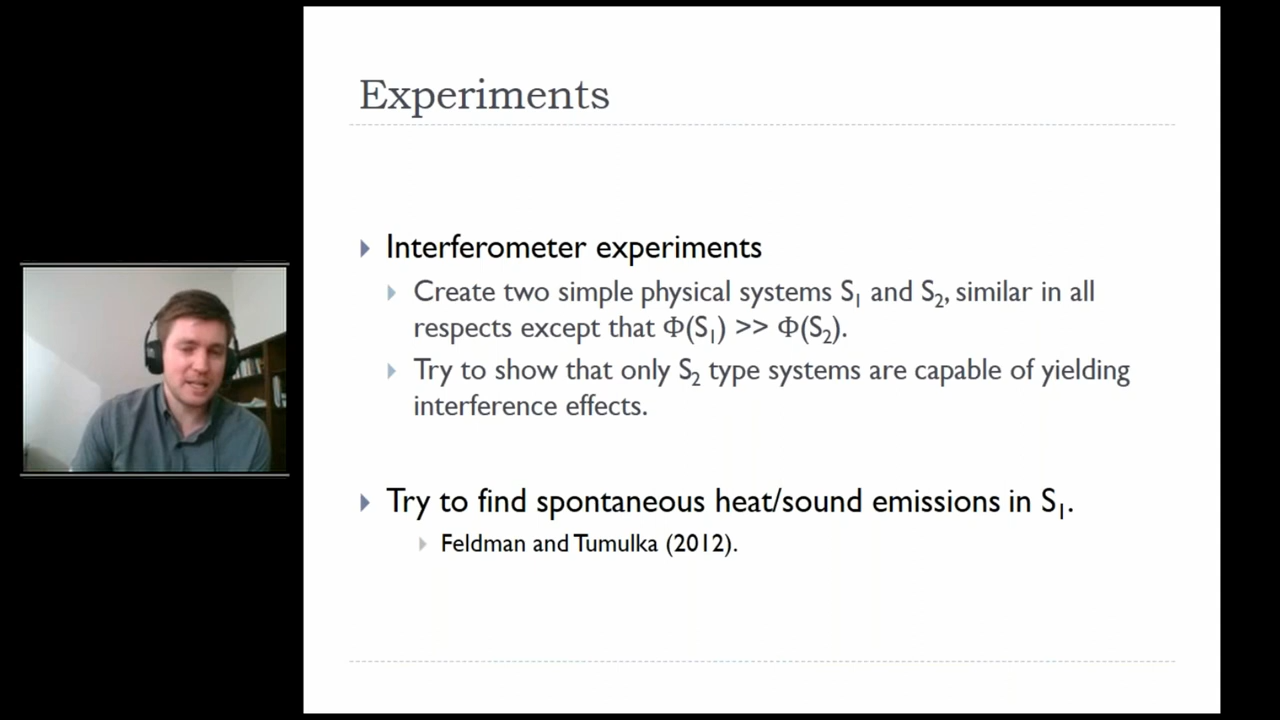 Experiments
Interferometer experiments
Create two simple physical systems S₁ and S₂, similar in all
respects except that Φ(S₁) >> Φ(S₂).
Try to show that only S₂ type systems are capable of yielding
interference effects.
Try to find spontaneous heat/sound emissions in S₁.
Feldman and Tumulka (2012).